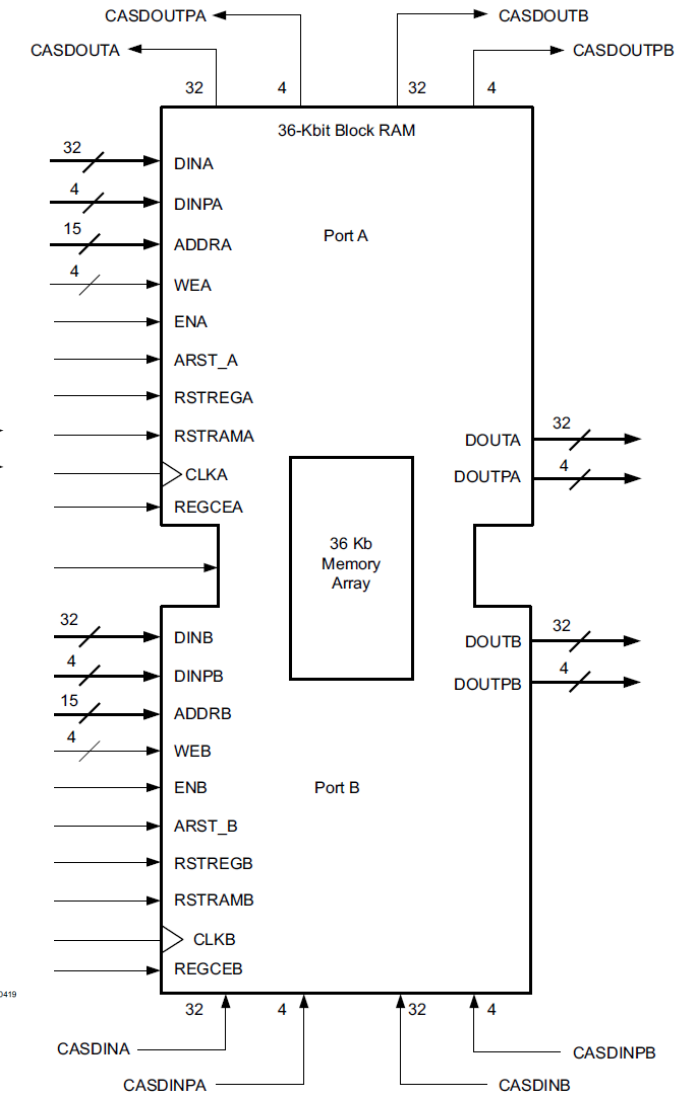 CASDOUTPA
CASDOUTB
CASDOUTA
CASDOUTPB
32 4 32 4
36-Kbit Block RAM
32
DINA
4
DINPA
Port A
15
ADDRA
4
WEA
ENA
ARST_A
RSTREGA
RSTRAMA
CLKA
REGCEA
32
DOUTA
4
DOUTPA
36 Kb
Memory
Array
32
DINB
4
DINPB
15
ADDRB
4
WEB
ENB
Port B
ARST_B
RSTREGB
RSTRAMB
CLKB
REGCEB
32
DOUTB
4
DOUTPB
0419
32 4 32 4
CASDINA
CASDINPB
CASDINPA
CASDINB